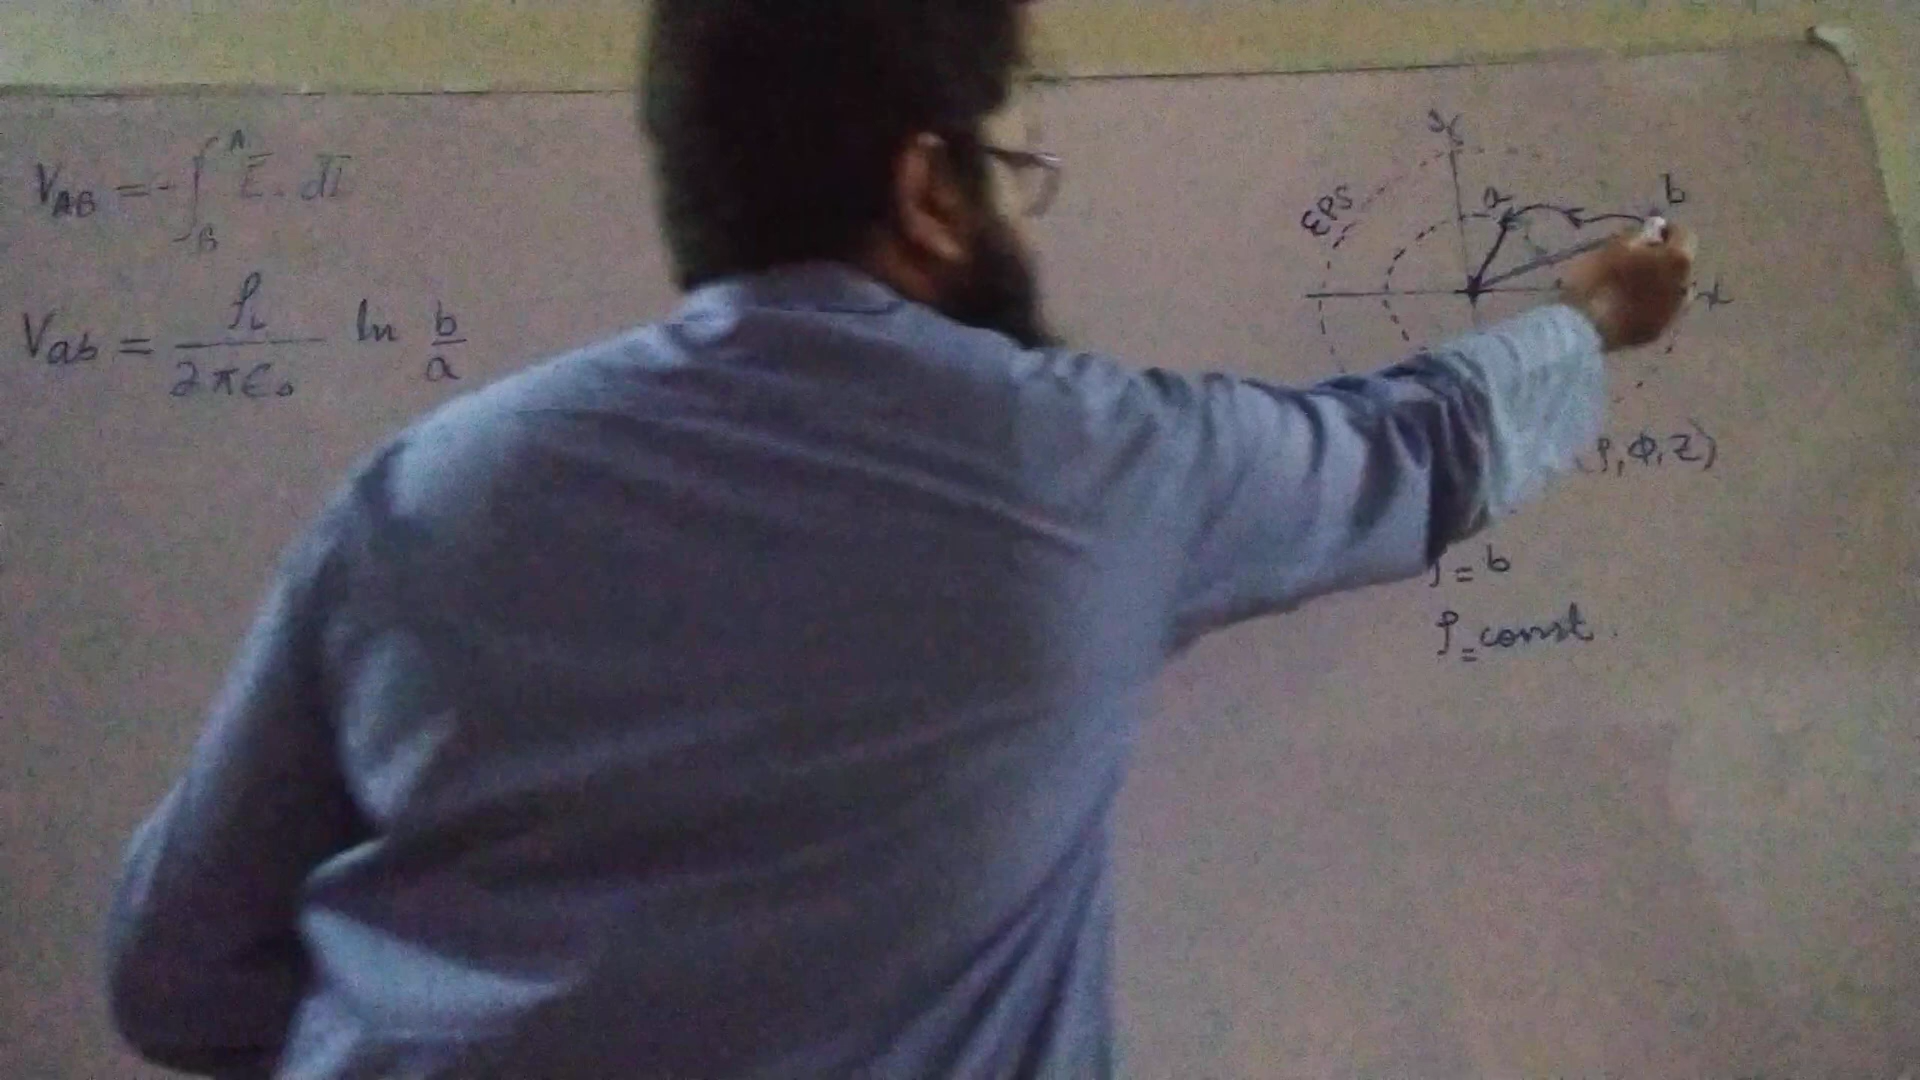 V_AB = -∫_B^A E̅ . dl̅
V_ab = ρ_L / 2πε₀ ln b/a
y
EPS
a
b
x
ρ, Φ, Z)
ρ = b
ρ = const.